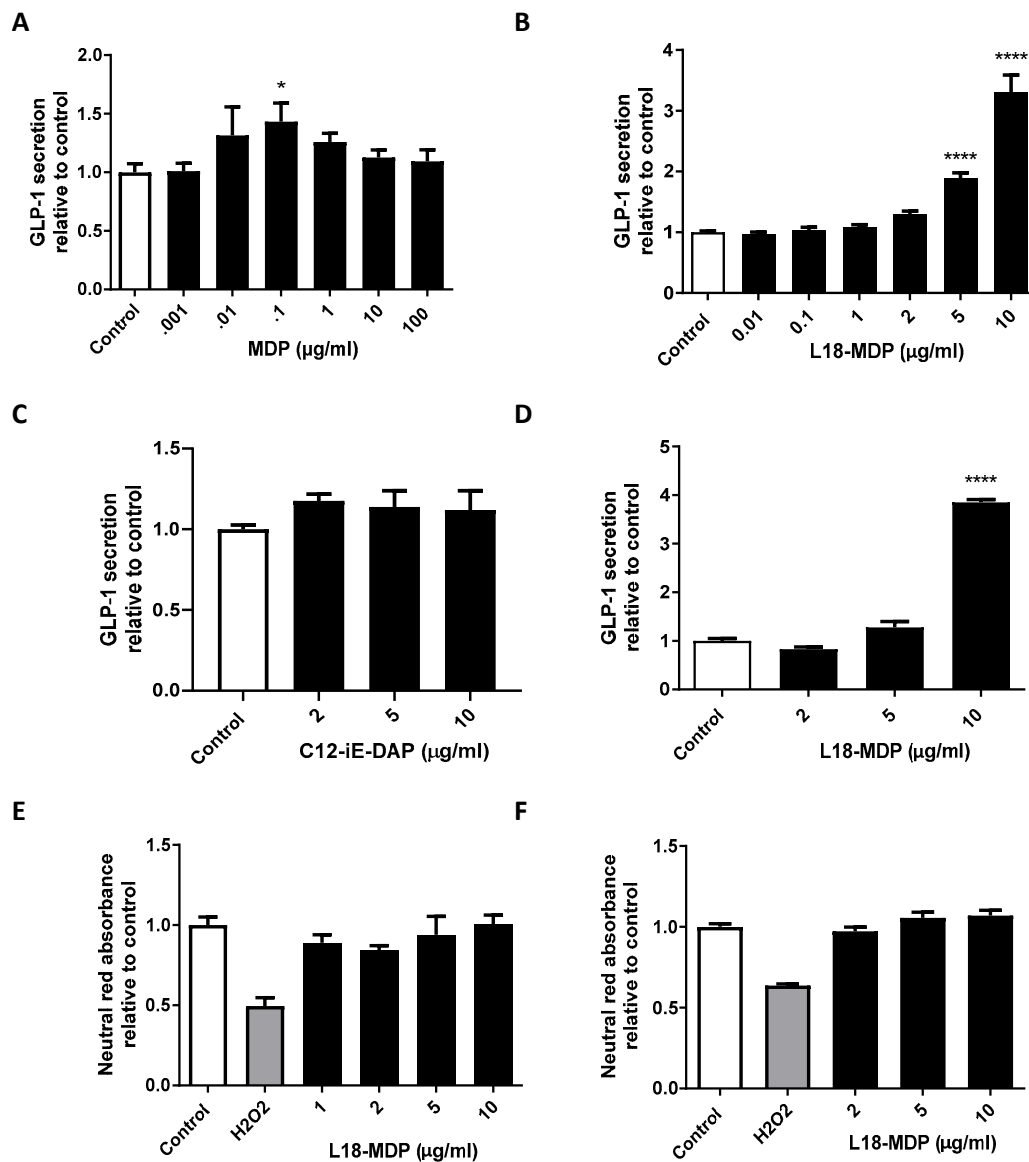 A
GLP-1 secretion
relative to control
2.0
1.5
1.0
0.5
0.0
*
Control
.001
.01
.1
1
10
100
MDP (µg/ml)
B
GLP-1 secretion
relative to control
4
3
2
1
0
****
****
Control
0.01
0.1
1
2
5
10
L18-MDP (µg/ml)
C
GLP-1 secretion
relative to control
1.5
1.0
0.5
0.0
Control
2
5
10
C12-iE-DAP (µg/ml)
D
GLP-1 secretion
relative to control
5
4
3
2
1
0
****
Control
2
5
10
L18-MDP (µg/ml)
E
Neutral red absorbance
relative to control
1.5
1.0
0.5
0.0
Control
H2O2
1
2
5
10
L18-MDP (µg/ml)
F
Neutral red absorbance
relative to control
1.5
1.0
0.5
0.0
Control
H2O2
2
5
10
L18-MDP (µg/ml)